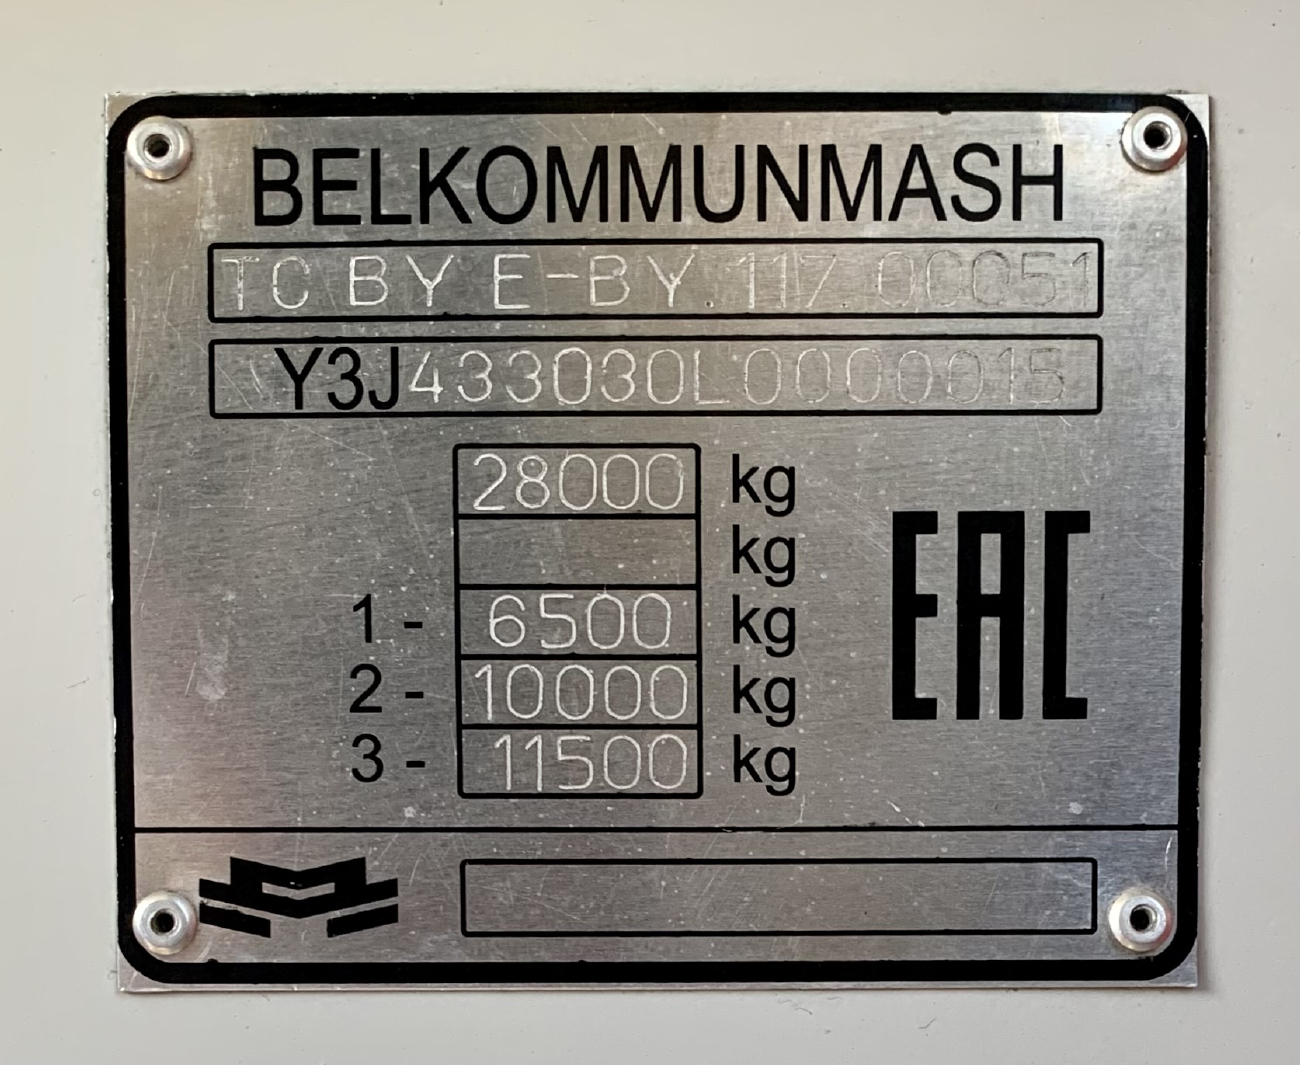 BELKOMMUNMASH
TC BY E-BY.117.00051
Y3J433030L0000015
28000 kg
kg
1 - 6500 kg
2 - 10000 kg
3 - 11500 kg
EAC